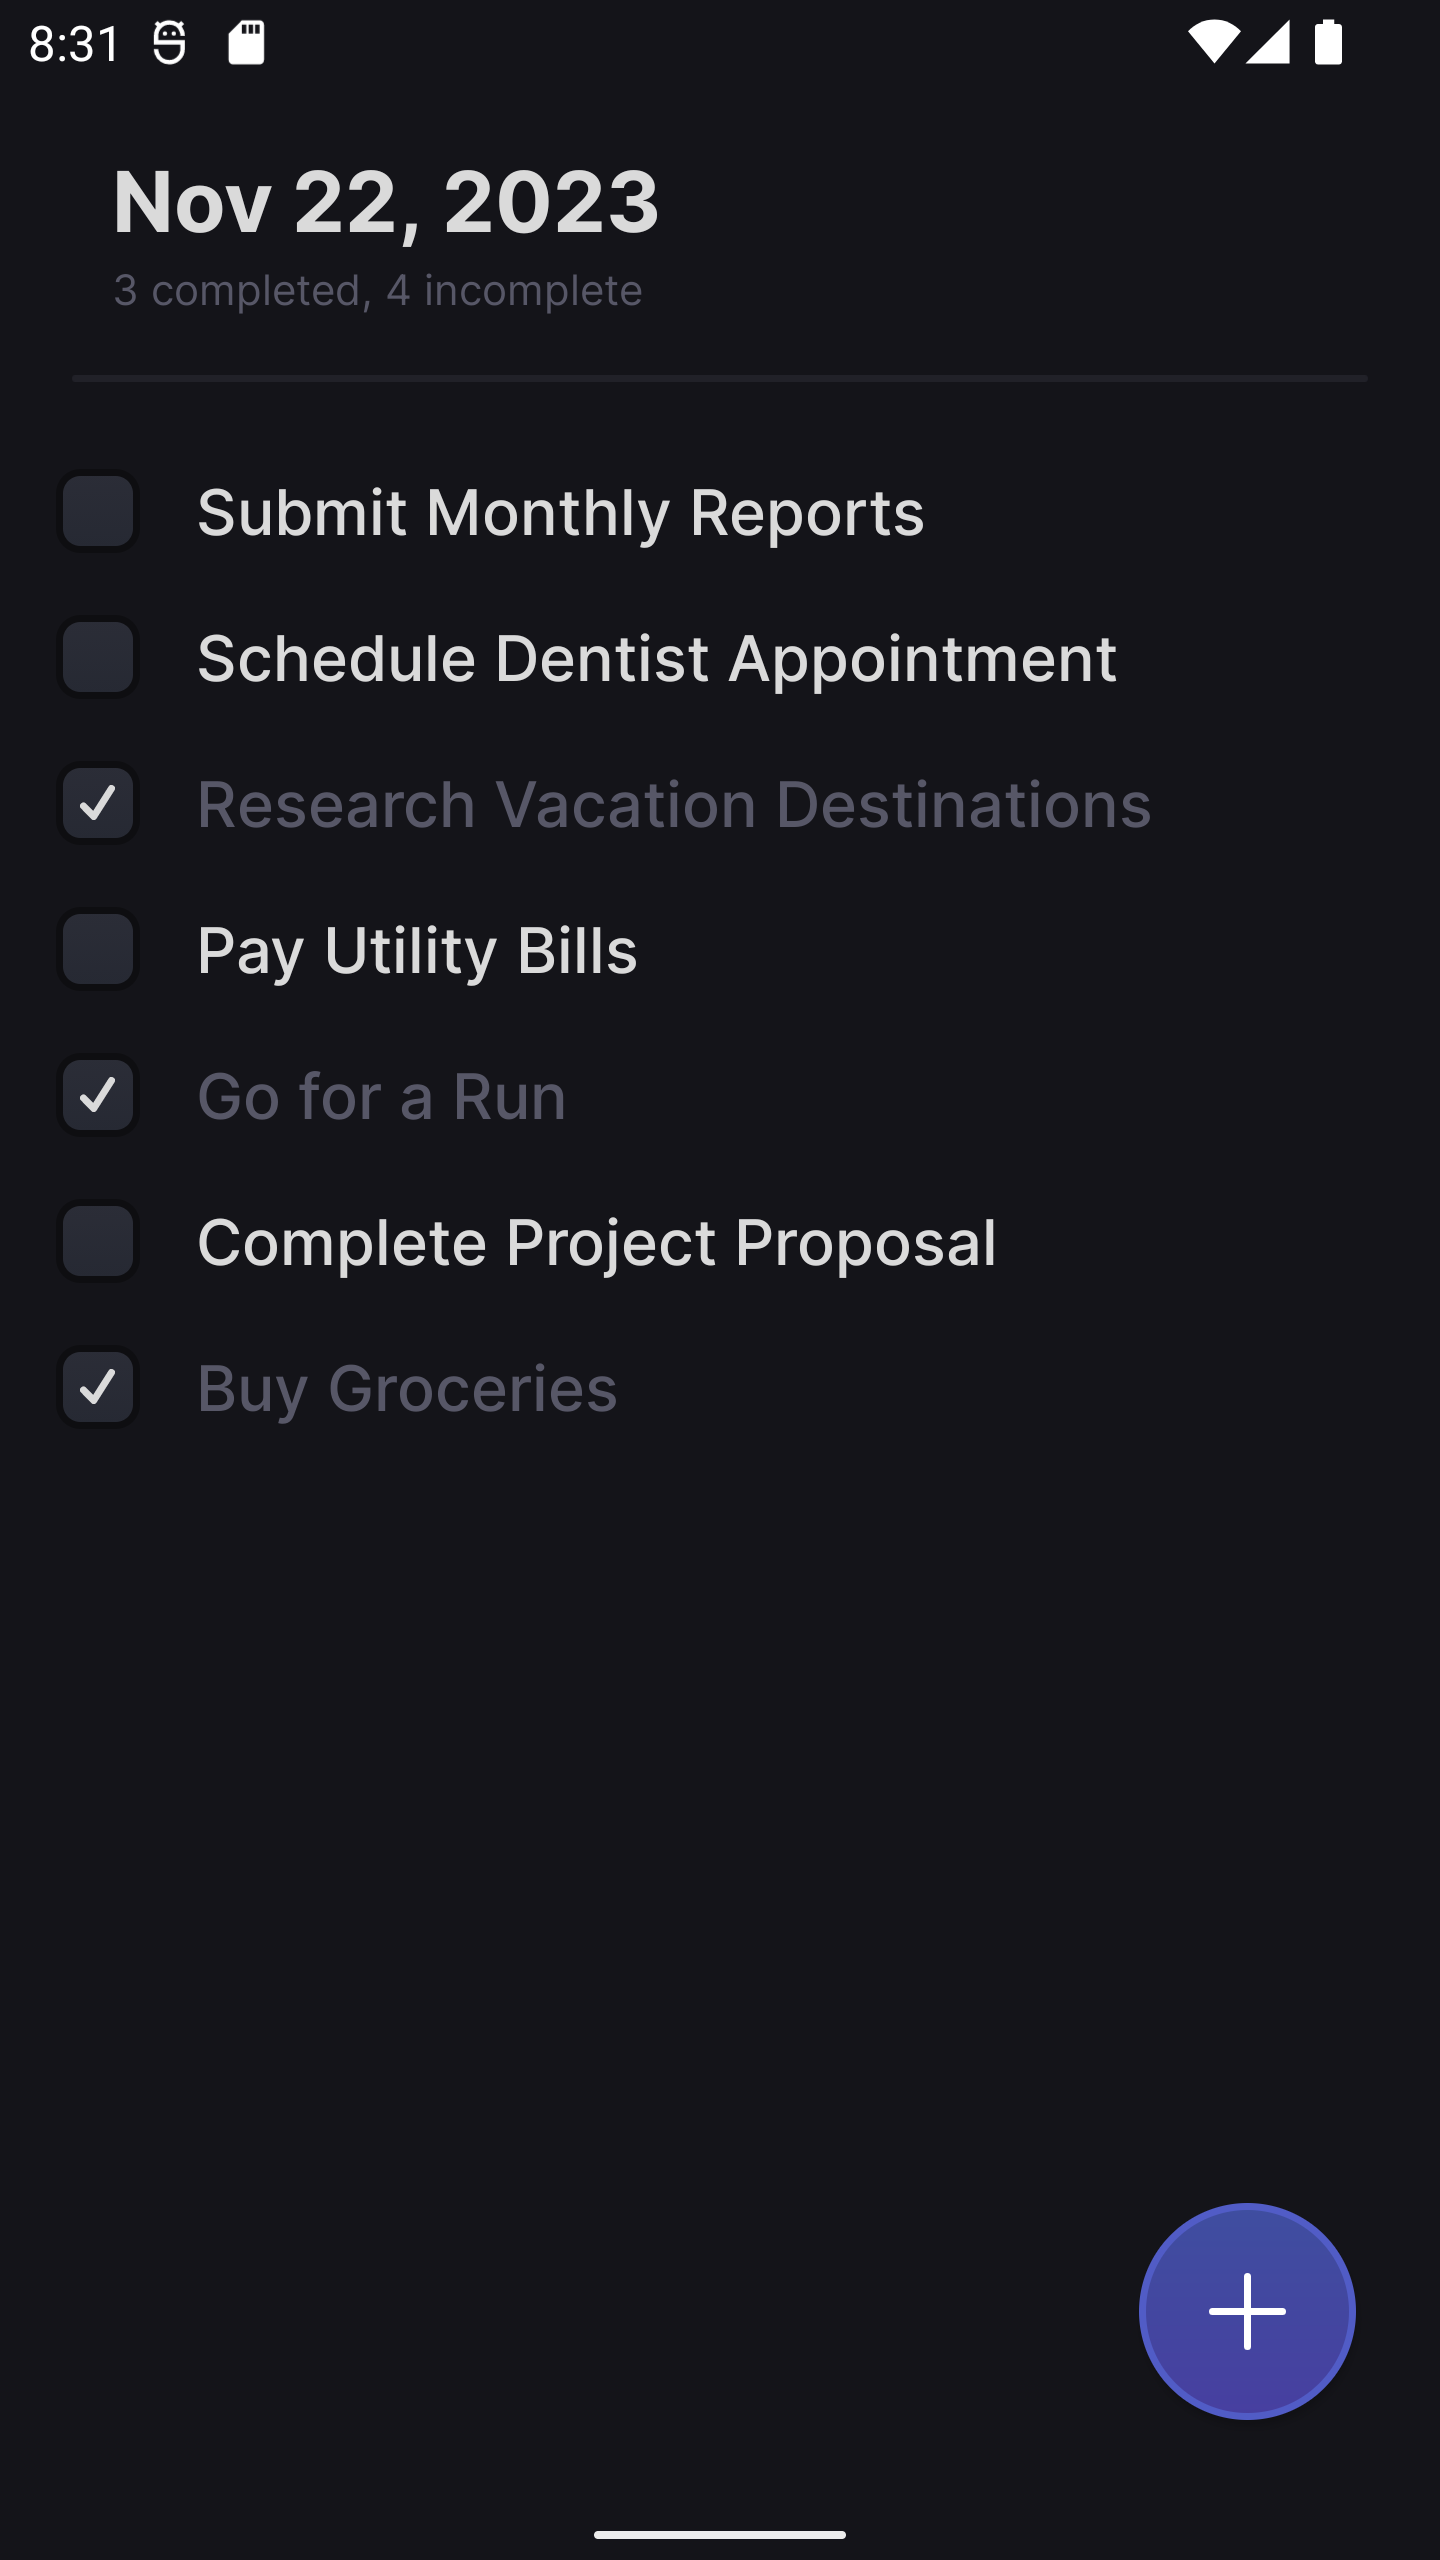 8:31
Nov 22, 2023
3 completed, 4 incomplete
Submit Monthly Reports
Schedule Dentist Appointment
Research Vacation Destinations
Pay Utility Bills
Go for a Run
Complete Project Proposal
Buy Groceries